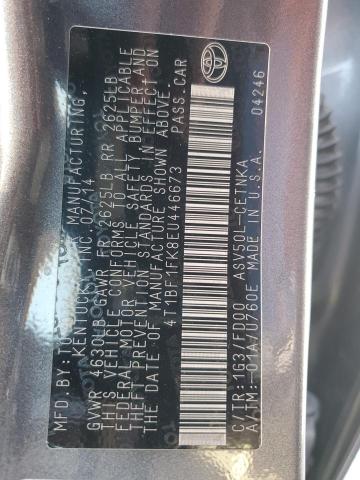 MFD. BY: TOYOTA MOTOR MANUFACTURING
KENTUCKY, INC. 07/14
GVWR 4630LB GAWR FR 2625LB RR 2625LB
THIS VEHICLE CONFORMS TO ALL APPLICABLE
FEDERAL MOTOR VEHICLE SAFETY, BUMPER, AND
THEFT PREVENTION STANDARDS IN EFFECT ON
THE DATE OF MANUFACTURE SHOWN ABOVE.
4T1BF1FK8EU446673 PASS.CAR
C/TR: 1G3/FD00 ASV50L-CETNKA
A/TM: -01A/U760E MADE IN U.S.A. 04246